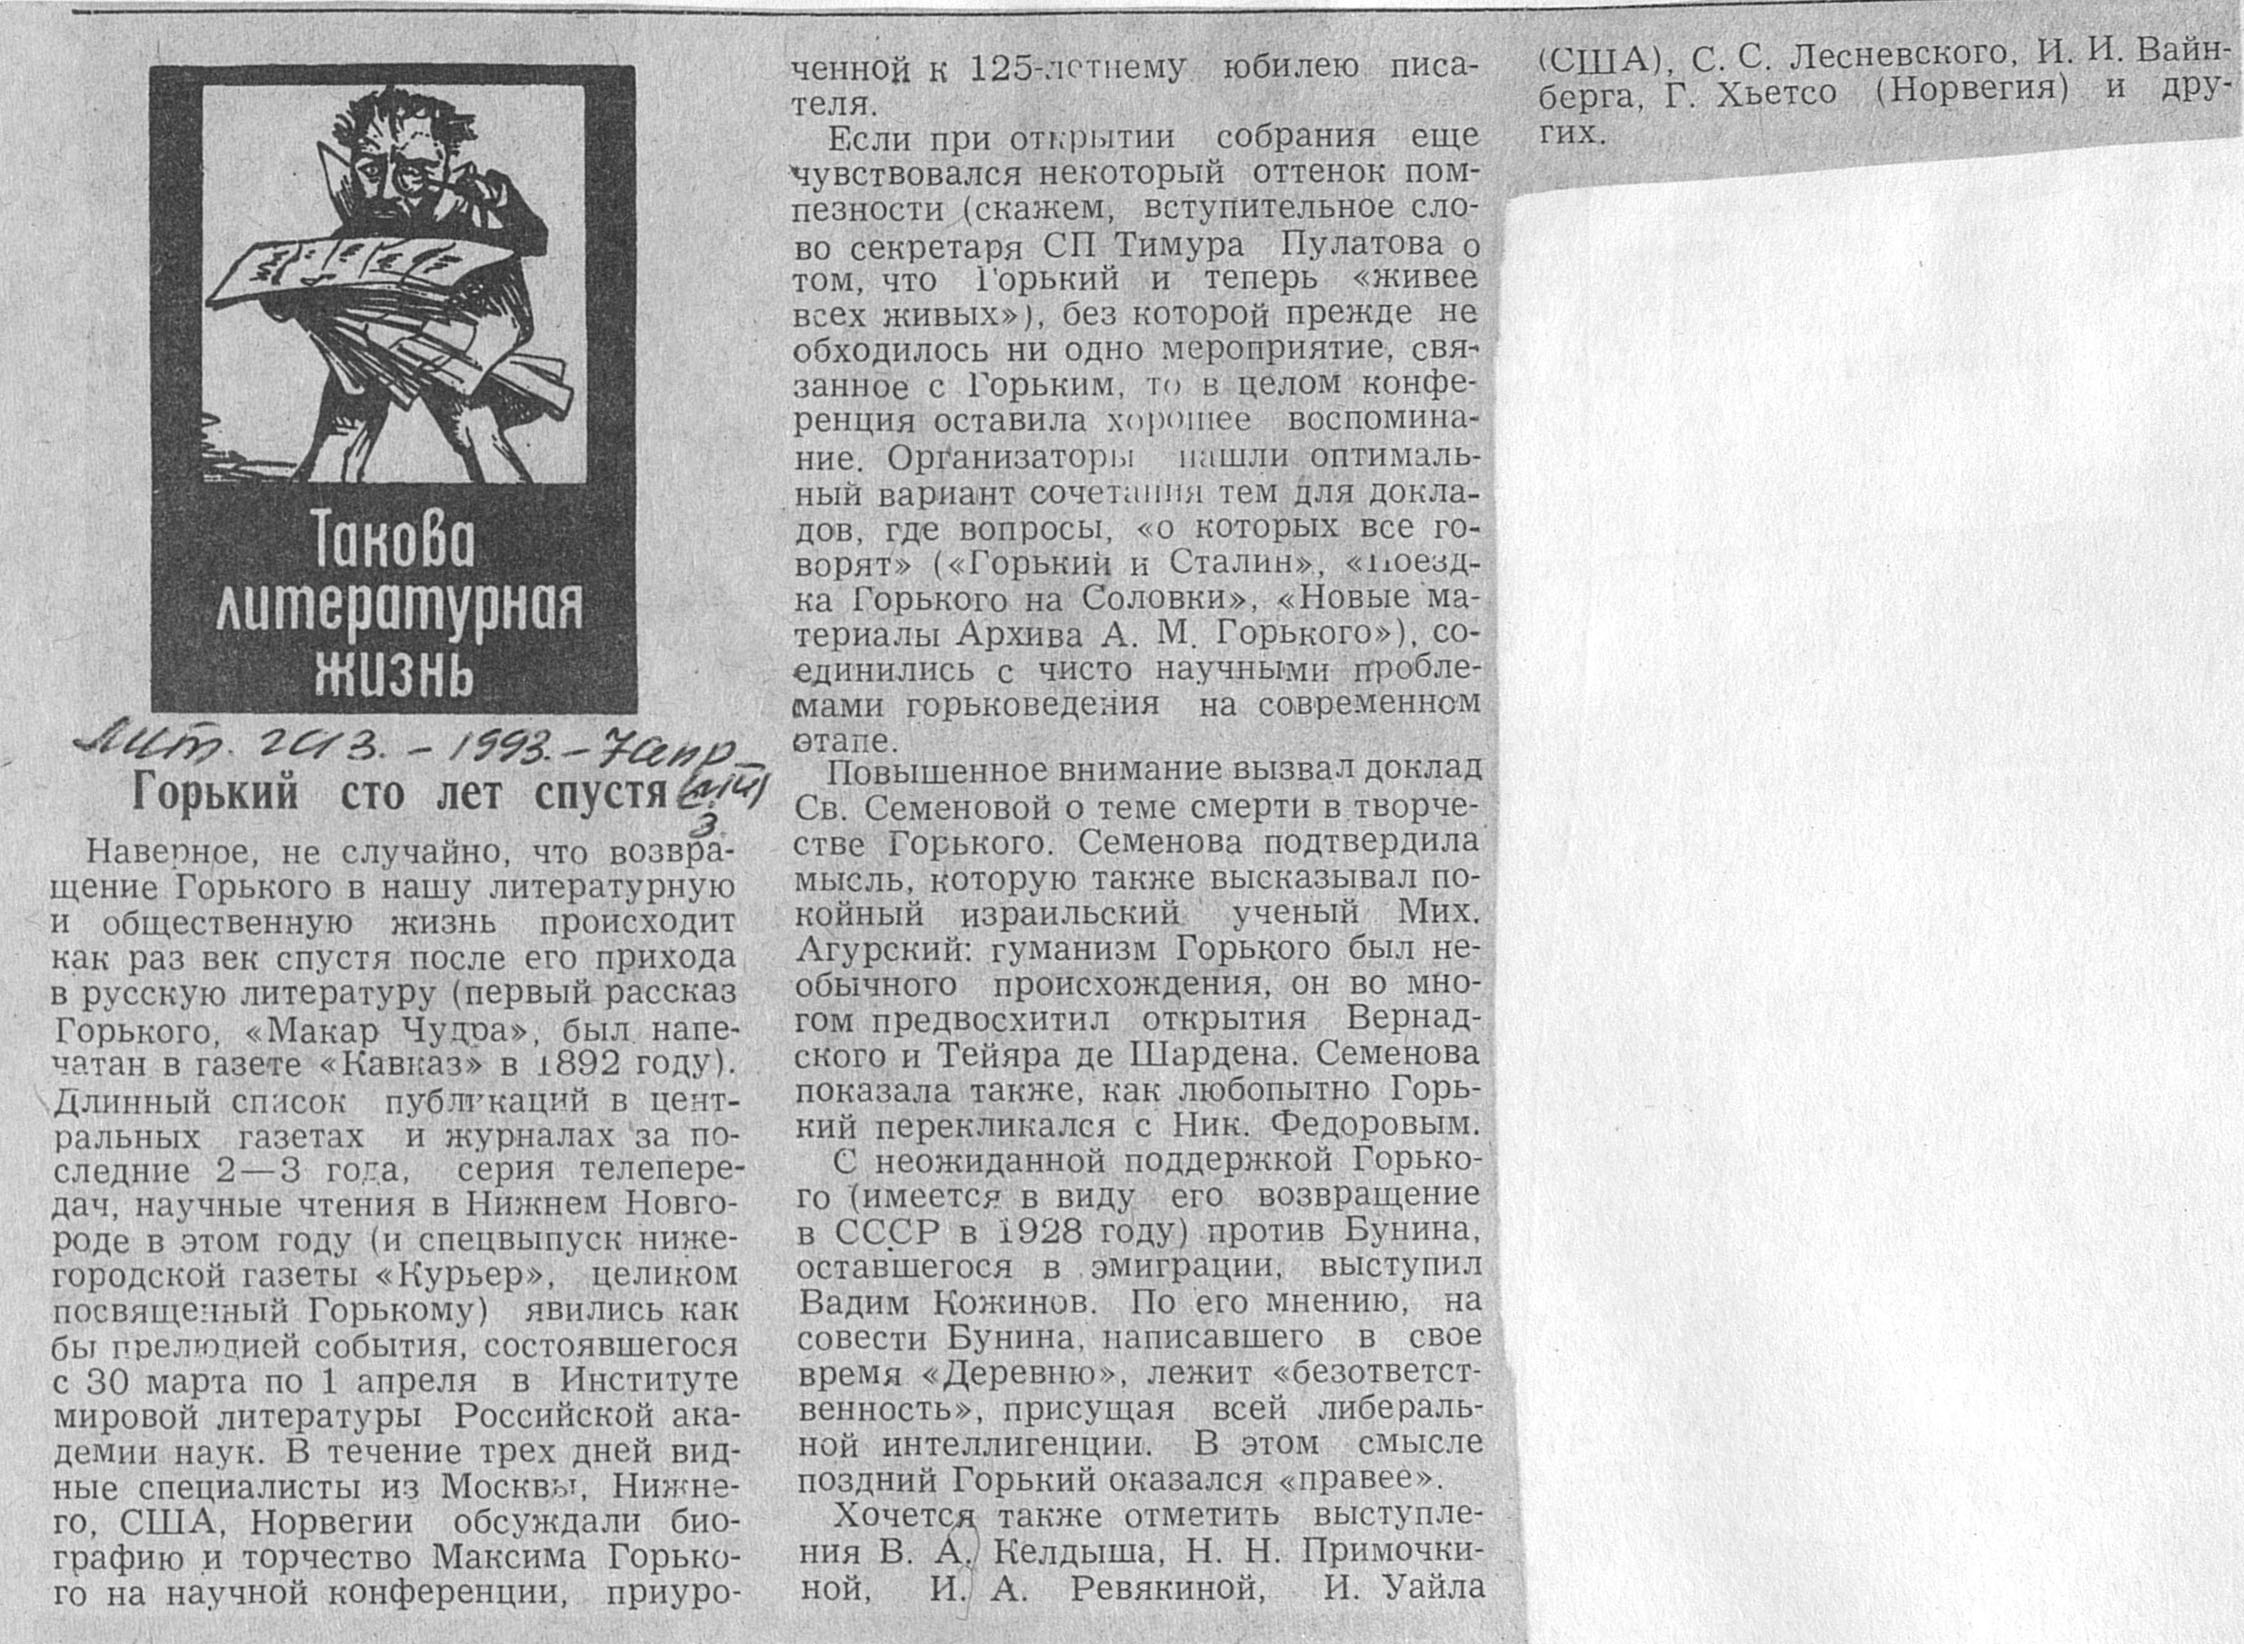 Такова
литературная
жизнь
Лит. газ. - 1993. - 7 апр. -
Горький сто лет спустя
3.
Наверное, не случайно, что возвра-
щение Горького в нашу литературную
и общественную жизнь происходит
как раз век спустя после его прихода
в русскую литературу (первый рассказ
Горького, «Макар Чудра», был напе-
чатан в газете «Кавказ» в 1892 году).
Длинный список публикаций в цент-
ральных газетах и журналах за по-
следние 2—3 года, серия телепере-
дач, научные чтения в Нижнем Новго-
роде в этом году (и спецвыпуск ниже-
городской газеты «Курьер», целиком
посвященный Горькому) явились как
бы прелюдией события, состоявшегося
с 30 марта по 1 апреля в Институте
мировой литературы Российской ака-
демии наук. В течение трех дней вид-
ные специалисты из Москвы, Нижне-
го, США, Норвегии обсуждали био-
графию и торчество Максима Горько-
го на научной конференции, приуро-
ченной к 125-летнему юбилею писа-
теля.
Если при открытии собрания еще
чувствовался некоторый оттенок пом-
пезности (скажем, вступительное сло-
во секретаря СП Тимура Пулатова о
том, что Горький и теперь «живее
всех живых»), без которой прежде не
обходилось ни одно мероприятие, свя-
занное с Горьким, то в целом конфе-
ренция оставила хорошее воспомина-
ние. Организаторы нашли оптималь-
ный вариант сочетания тем для докла-
дов, где вопросы, «о которых все го-
ворят» («Горький и Сталин», «Поезд-
ка Горького на Соловки», «Новые ма-
териалы Архива А. М. Горького»), со-
единились с чисто научными пробле-
мами горьковедения на современном
этапе.
Повышенное внимание вызвал доклад
Св. Семеновой о теме смерти в творче-
стве Горького. Семенова подтвердила
мысль, которую также высказывал по-
койный израильский ученый Мих.
Агурский: гуманизм Горького был не-
обычного происхождения, он во мно-
гом предвосхитил открытия Вернад-
ского и Тейяра де Шардена. Семенова
показала также, как любопытно Горь-
кий перекликался с Ник. Федоровым.
С неожиданной поддержкой Горько-
го (имеется в виду его возвращение
в СССР в 1928 году) против Бунина,
оставшегося в эмиграции, выступил
Вадим Кожинов. По его мнению, на
совести Бунина, написавшего в свое
время «Деревню», лежит «безответст-
венность», присущая всей либераль-
ной интеллигенции. В этом смысле
поздний Горький оказался «правее».
Хочется также отметить выступле-
ния В. А. Келдыша, Н. Н. Примочки-
ной, И. А. Ревякиной, И. Уайла
(США), С. С. Лесневского, И. И. Вайн-
берга, Г. Хьетсо (Норвегия) и дру-
гих.